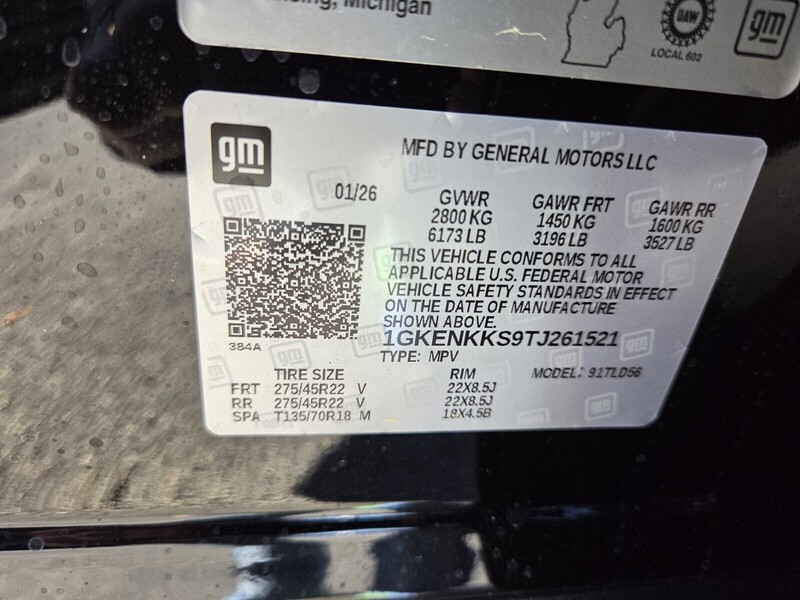 Lansing, Michigan
UAW
LOCAL 602
gm
gm
MFD BY GENERAL MOTORS LLC
01/26
GVWR GAWR FRT GAWR RR
2800 KG 1450 KG 1600 KG
6173 LB 3196 LB 3527 LB
THIS VEHICLE CONFORMS TO ALL
APPLICABLE U.S. FEDERAL MOTOR
VEHICLE SAFETY STANDARDS IN EFFECT
ON THE DATE OF MANUFACTURE
SHOWN ABOVE.
384A
1GKENKKS9TJ261521
TYPE: MPV
TIRE SIZE RIM MODEL: 91TLD56
FRT 275/45R22 V 22X8.5J
RR 275/45R22 V 22X8.5J
SPA T135/70R18 M 18X4.5B